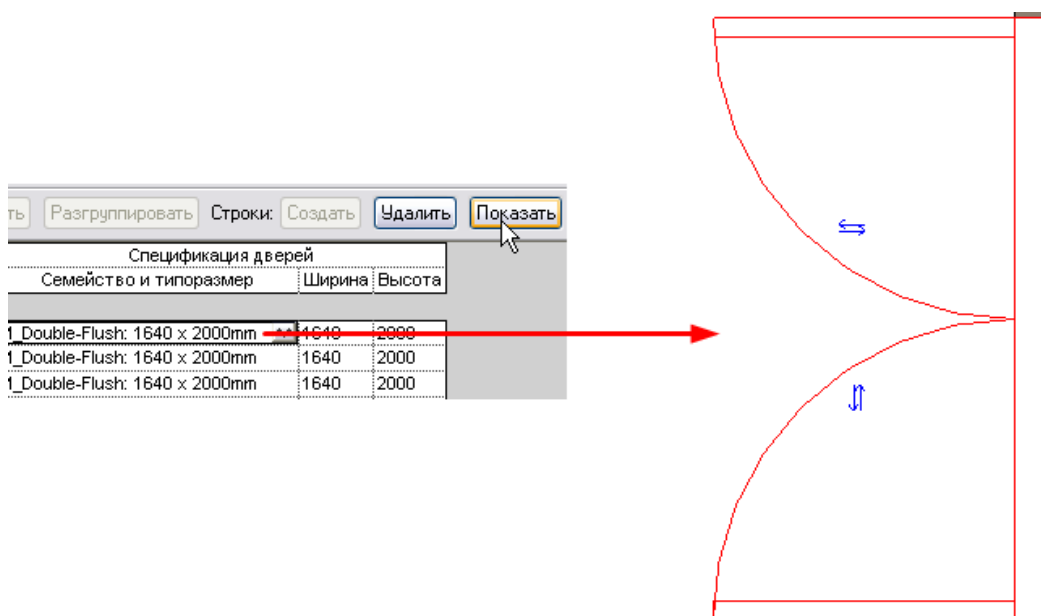 ть Разгруппировать Строки: Создать Удалить Показать
Спецификация дверей
Семейство и типоразмер Ширина Высота
1_Double-Flush: 1640 x 2000mm 1640 2000
1_Double-Flush: 1640 x 2000mm 1640 2000
1_Double-Flush: 1640 x 2000mm 1640 2000